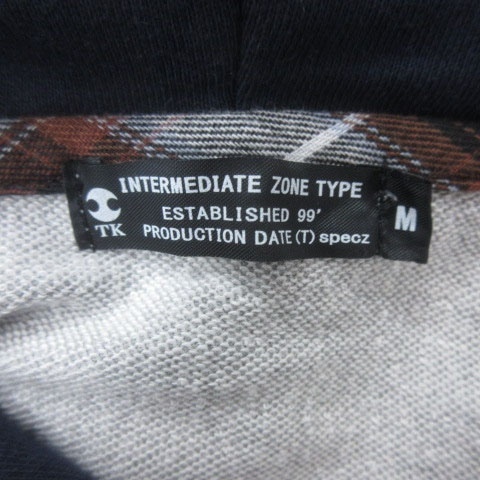 INTERMEDIATE ZONE TYPE
ESTABLISHED 99'
TK PRODUCTION DATE (T) specz
M